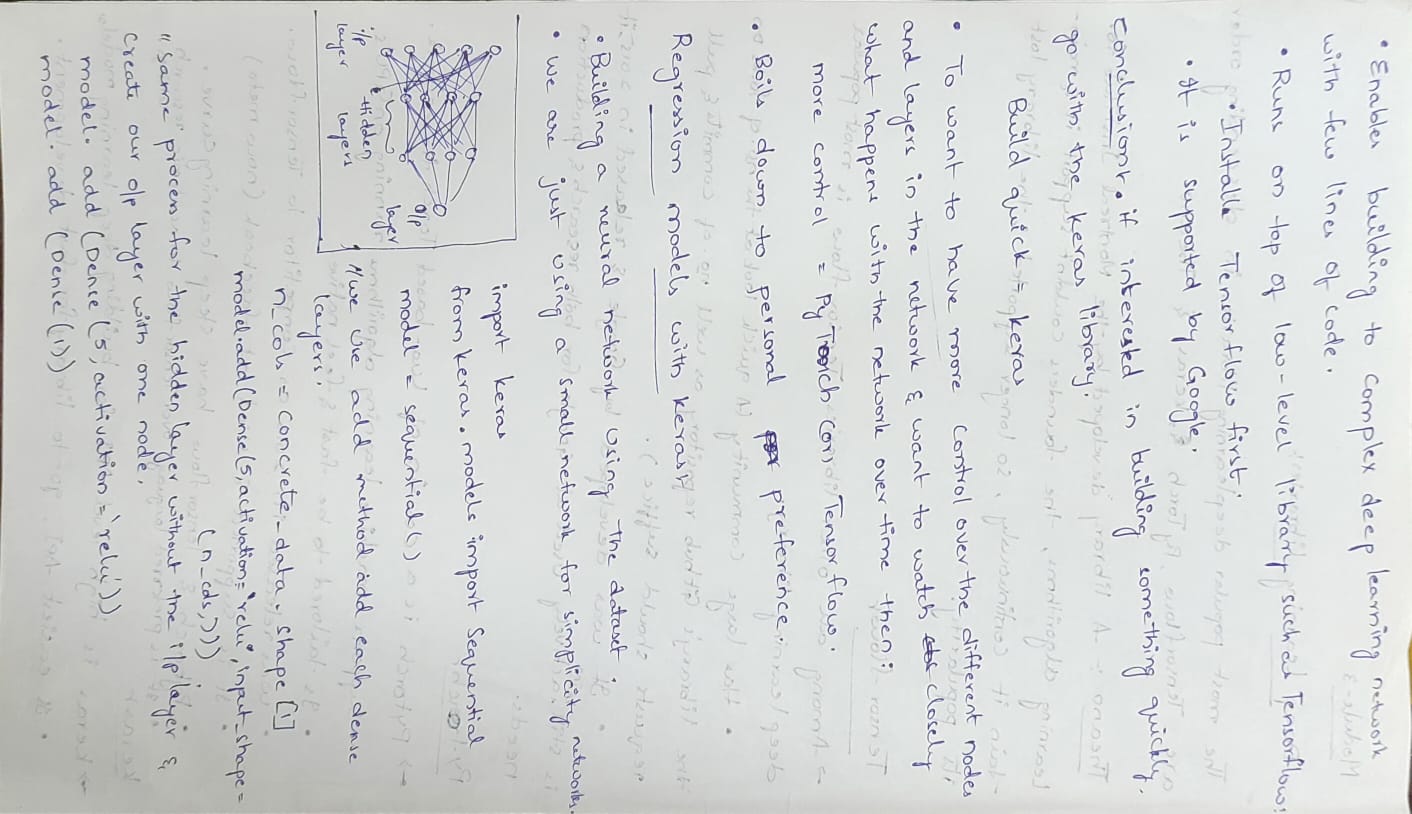 • Enables building to complex deep learning network
with few lines of code.
• Runs on top of low-level library such as Tensorflow.
• Installa Tensorflow first.
• It is supported by Google.
Conclusion:. if interested in building something quickly.
go with the keras library.
Build quick = keras
• To want to have more control over the different nodes
and layers in the network & want to watch closely
what happens with the network over time then:
more control = PyTorch (or) Tensorflow.
• Boils down to personal preference.
Regression models with keras:-
• Building a neural network using the dataset.
• We are just using a small network for simplicity networks.
i/p
layer
Hidden
layers
o/p
layer
import keras
from keras.models import Sequential
model = sequential()
//we use add method add each dense
layers.
n_cols = concrete_data.shape[1]
model.add(Dense(5, activation='relu', input_shape=
(n_cols,)))
"Same process for the hidden layer without the i/p layer &
create our o/p layer with one node.
model.add(Dense(5, activation='relu'))
model.add(Dense(1))